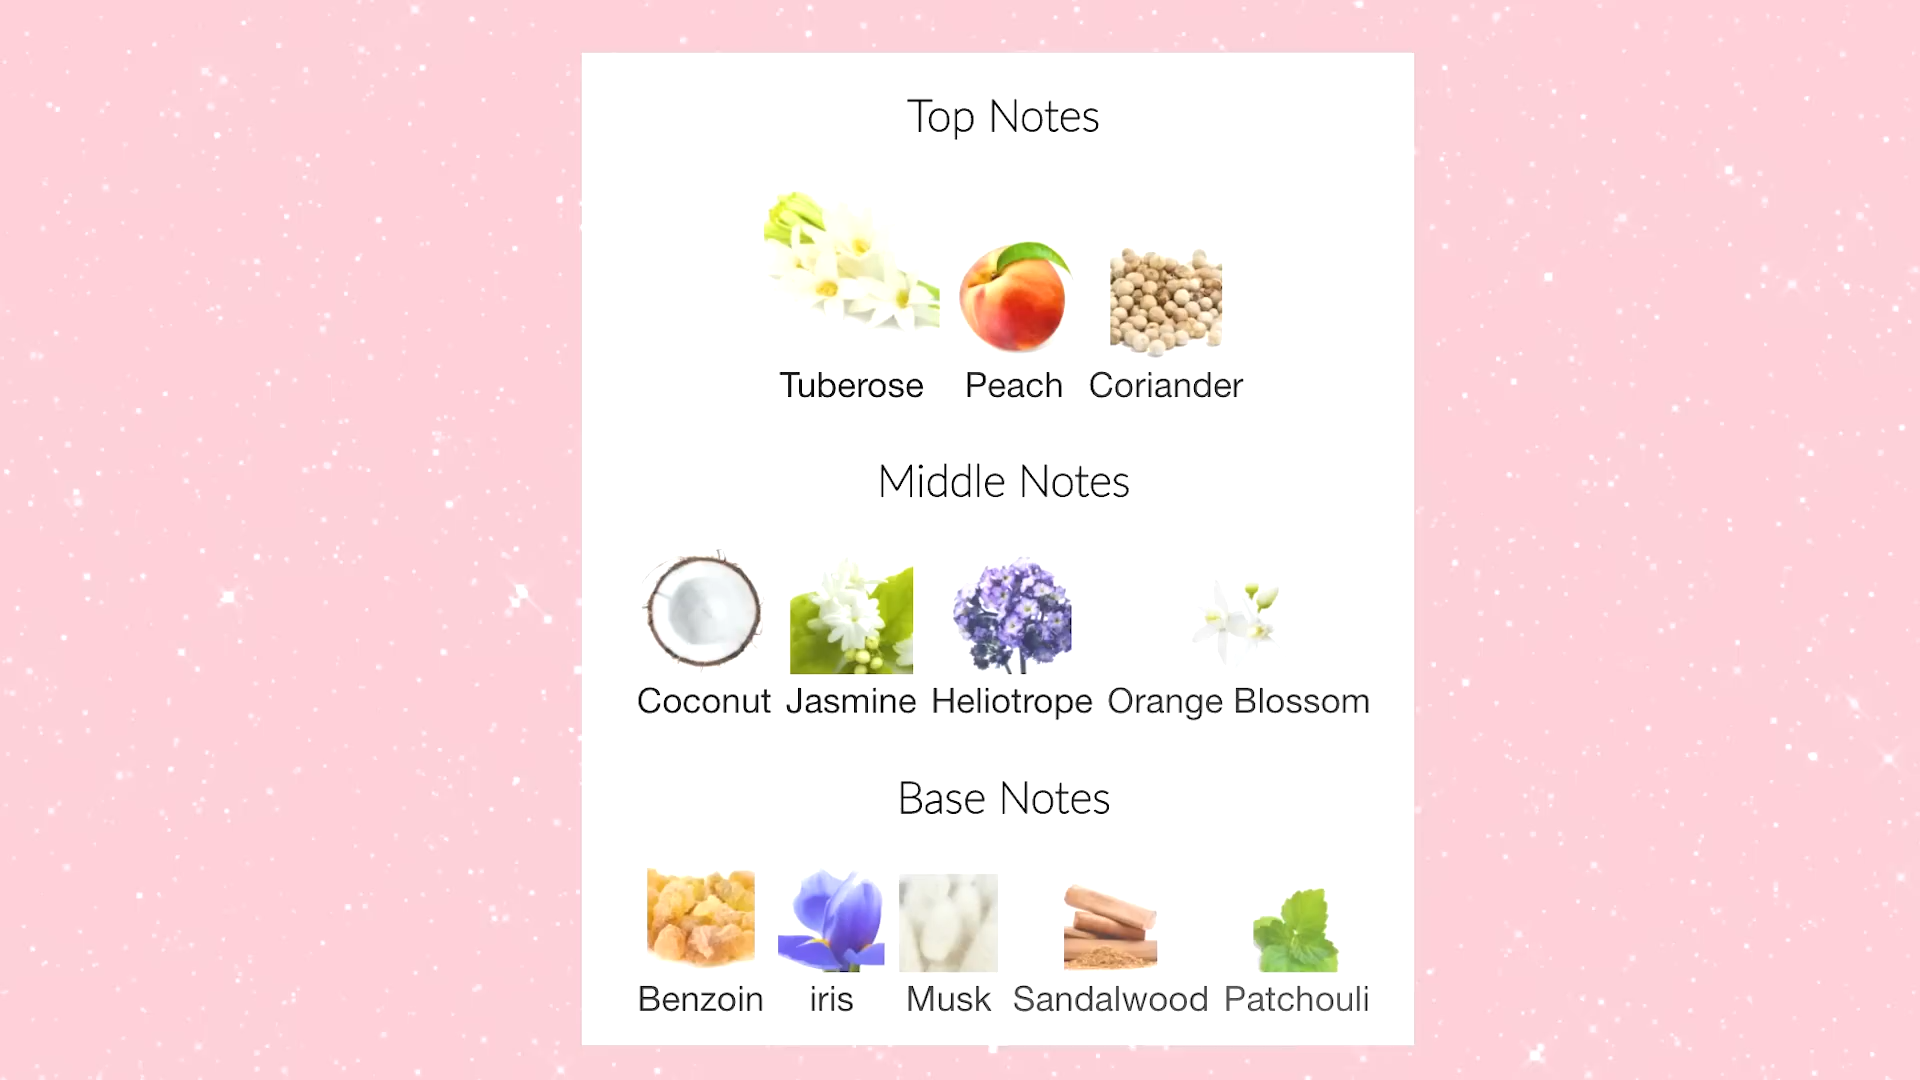 Top Notes
Tuberose Peach Coriander
Middle Notes
Coconut Jasmine Heliotrope Orange Blossom
Base Notes
Benzoin iris Musk Sandalwood Patchouli